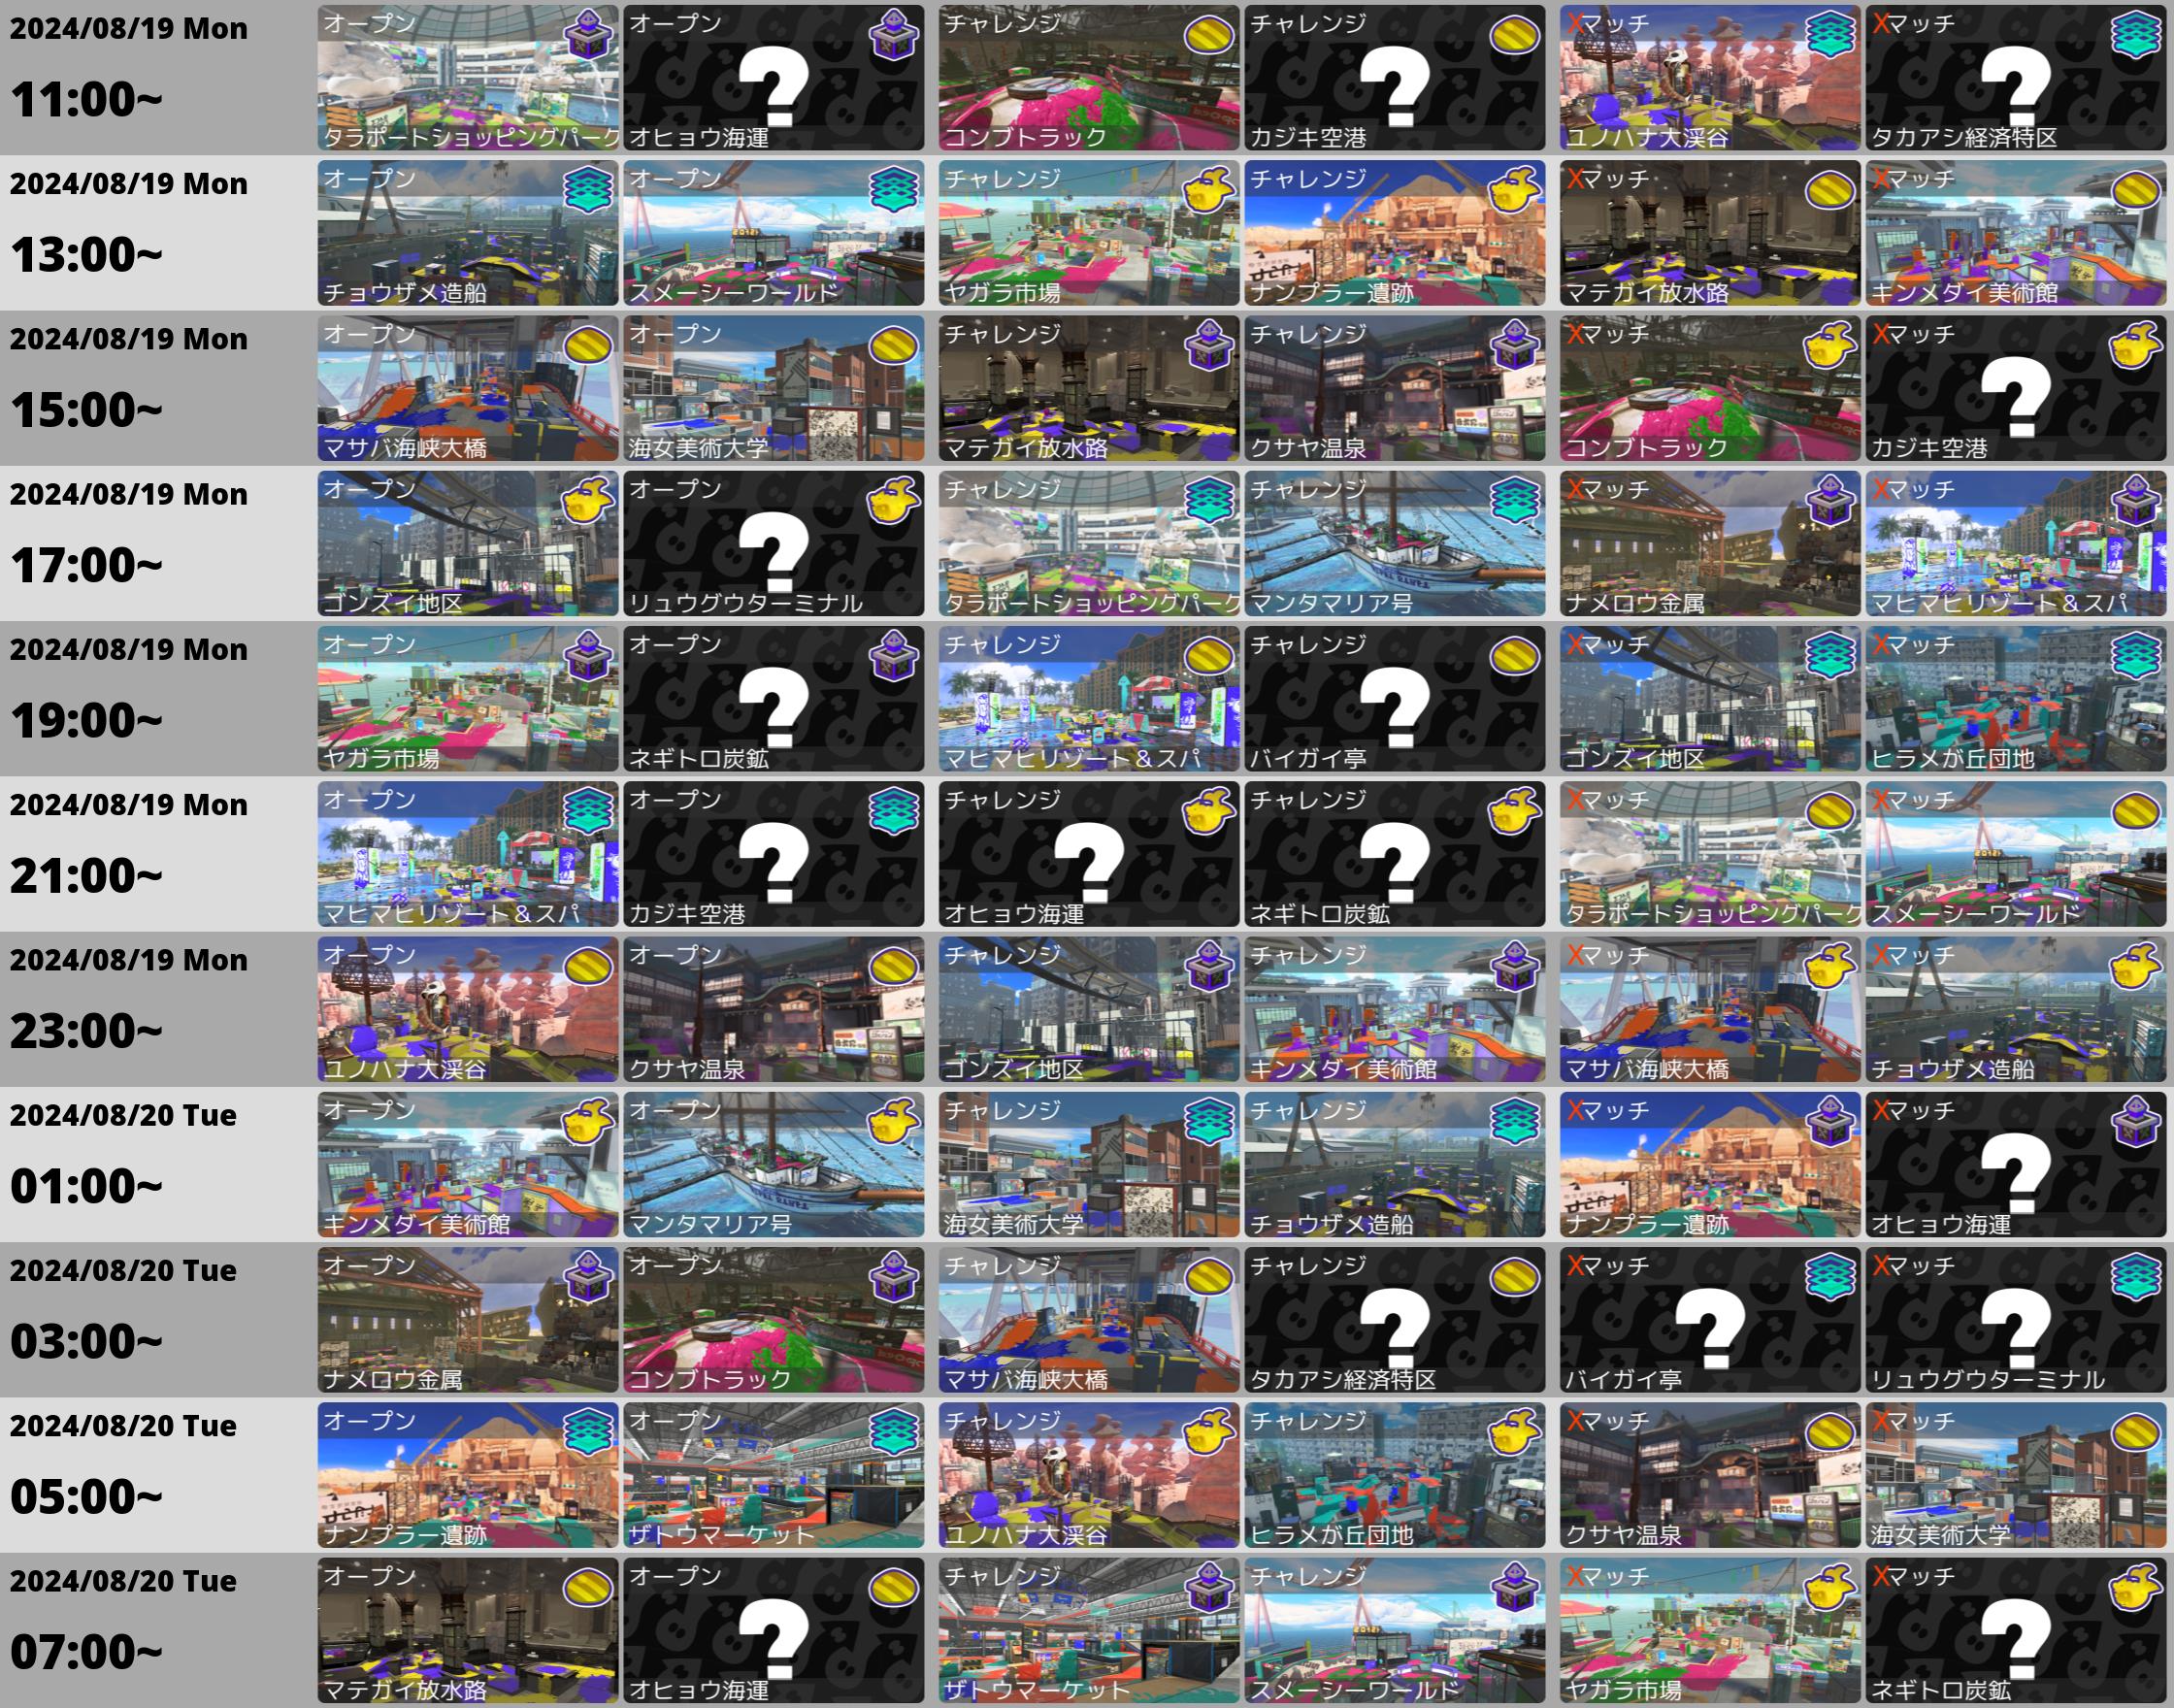 2024/08/19 Mon
11:00~
オープン
タラポートショッピングパーク
オープン
オヒョウ海運
チャレンジ
コンブトラック
チャレンジ
カジキ空港
Xマッチ
ユノハナ大渓谷
Xマッチ
タカアシ経済特区
2024/08/19 Mon
13:00~
オープン
チョウザメ造船
オープン
スメーシーワールド
チャレンジ
ヤガラ市場
チャレンジ
ナンプラー遺跡
Xマッチ
マテガイ放水路
Xマッチ
キンメダイ美術館
2024/08/19 Mon
15:00~
オープン
マサバ海峡大橋
オープン
海女美術大学
チャレンジ
マテガイ放水路
チャレンジ
クサヤ温泉
Xマッチ
コンブトラック
Xマッチ
カジキ空港
2024/08/19 Mon
17:00~
オープン
ゴンズイ地区
オープン
リュウグウターミナル
チャレンジ
タラポートショッピングパーク
チャレンジ
マンタマリア号
Xマッチ
ナメロウ金属
Xマッチ
マヒマヒリゾート＆スパ
2024/08/19 Mon
19:00~
オープン
ヤガラ市場
オープン
ネギトロ炭鉱
チャレンジ
マヒマヒリゾート＆スパ
チャレンジ
バイガイ亭
Xマッチ
ゴンズイ地区
Xマッチ
ヒラメが丘団地
2024/08/19 Mon
21:00~
オープン
マヒマヒリゾート＆スパ
オープン
カジキ空港
チャレンジ
オヒョウ海運
チャレンジ
ネギトロ炭鉱
Xマッチ
タラポートショッピングパーク
Xマッチ
スメーシーワールド
2024/08/19 Mon
23:00~
オープン
ユノハナ大渓谷
オープン
クサヤ温泉
チャレンジ
ゴンズイ地区
チャレンジ
キンメダイ美術館
Xマッチ
マサバ海峡大橋
Xマッチ
チョウザメ造船
2024/08/20 Tue
01:00~
オープン
キンメダイ美術館
オープン
マンタマリア号
チャレンジ
海女美術大学
チャレンジ
チョウザメ造船
Xマッチ
ナンプラー遺跡
Xマッチ
オヒョウ海運
2024/08/20 Tue
03:00~
オープン
ナメロウ金属
オープン
コンブトラック
チャレンジ
マサバ海峡大橋
チャレンジ
タカアシ経済特区
Xマッチ
バイガイ亭
Xマッチ
リュウグウターミナル
2024/08/20 Tue
05:00~
オープン
ナンプラー遺跡
オープン
ザトウマーケット
チャレンジ
ユノハナ大渓谷
チャレンジ
ヒラメが丘団地
Xマッチ
クサヤ温泉
Xマッチ
海女美術大学
2024/08/20 Tue
07:00~
オープン
マテガイ放水路
オープン
オヒョウ海運
チャレンジ
ザトウマーケット
チャレンジ
スメーシーワールド
Xマッチ
ヤガラ市場
Xマッチ
ネギトロ炭鉱